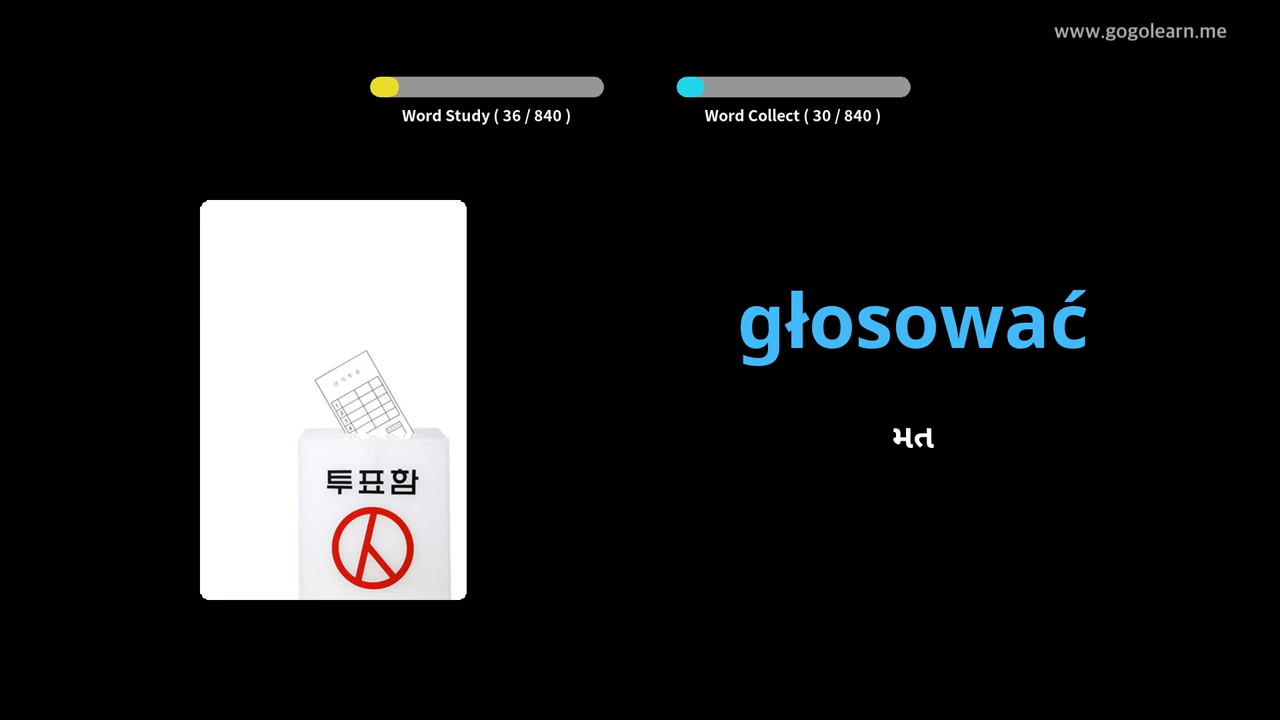 www.gogolearn.me
Word Study ( 36 / 840 )
Word Collect ( 30 / 840 )
głosować
મત
투표함